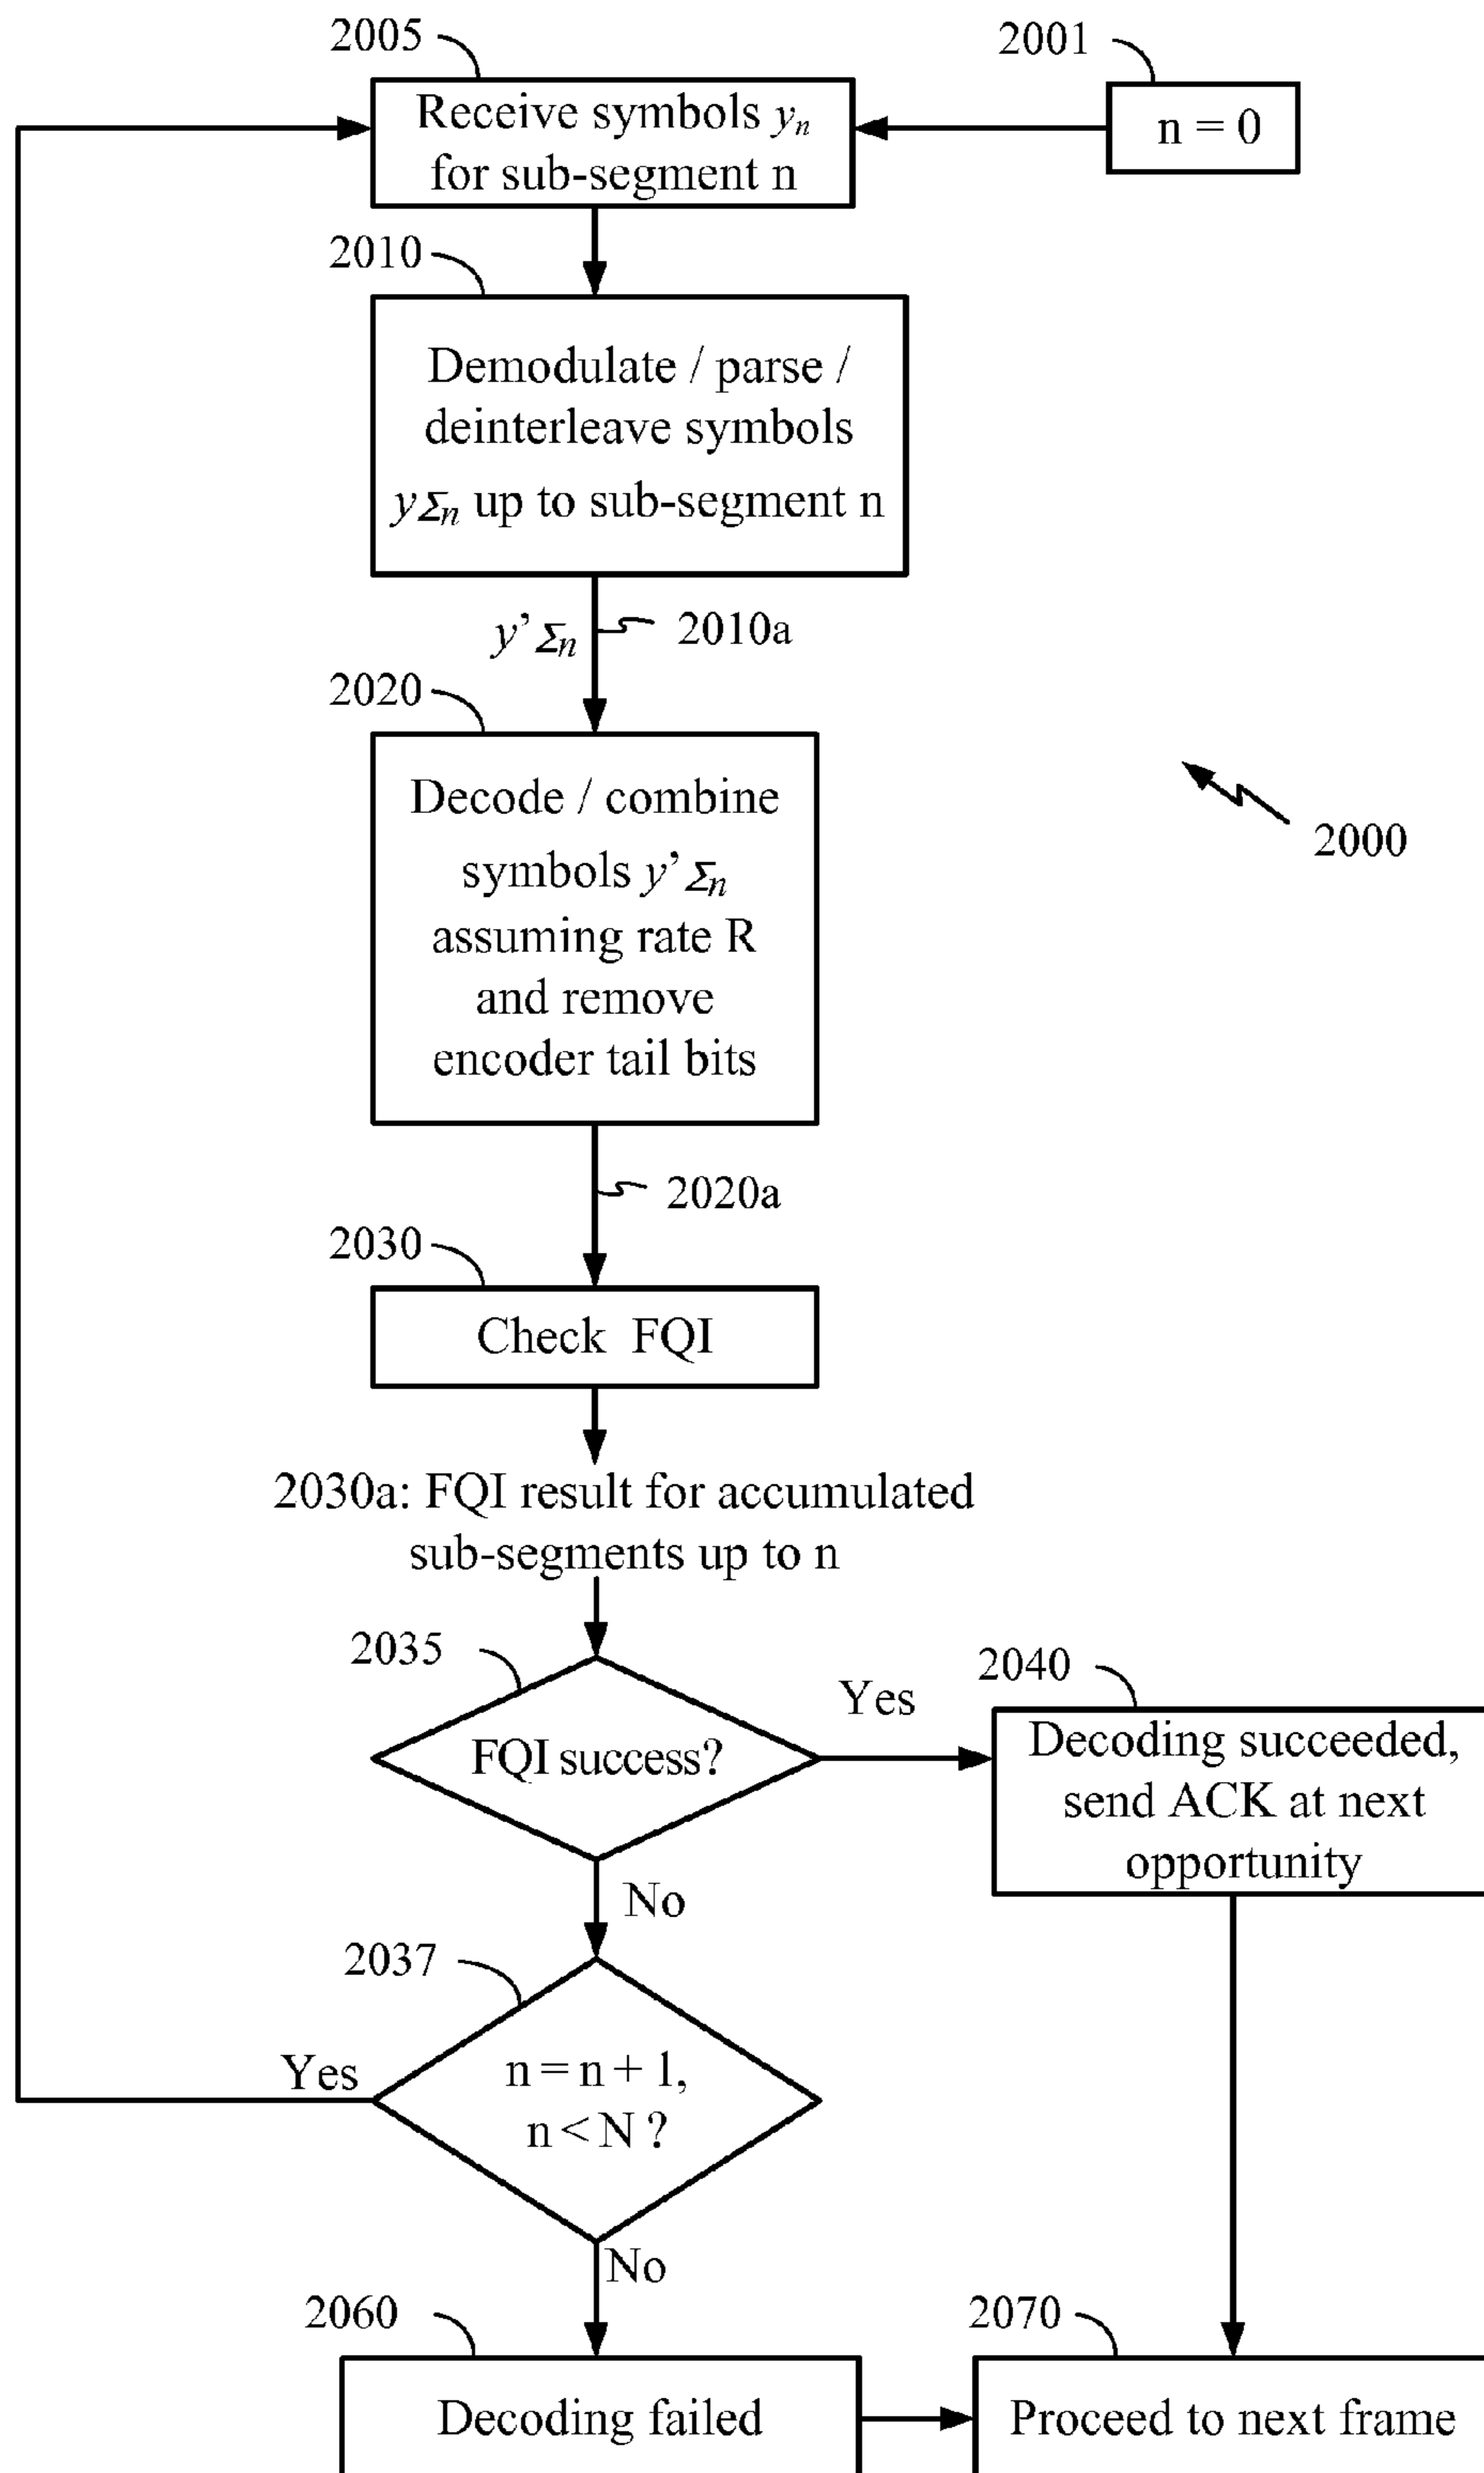 2005
2001
Receive symbols yn
for sub-segment n
n = 0
2010
Demodulate / parse /
deinterleave symbols
yΣn up to sub-segment n
y’Σn
2010a
2020
Decode / combine
symbols y’Σn
assuming rate R
and remove
encoder tail bits
2000
2020a
2030
Check FQI
2030a: FQI result for accumulated
sub-segments up to n
2035
FQI success?
Yes
2040
Decoding succeeded,
send ACK at next
opportunity
No
2037
n = n + 1,
n < N ?
Yes
No
2060
Decoding failed
2070
Proceed to next frame